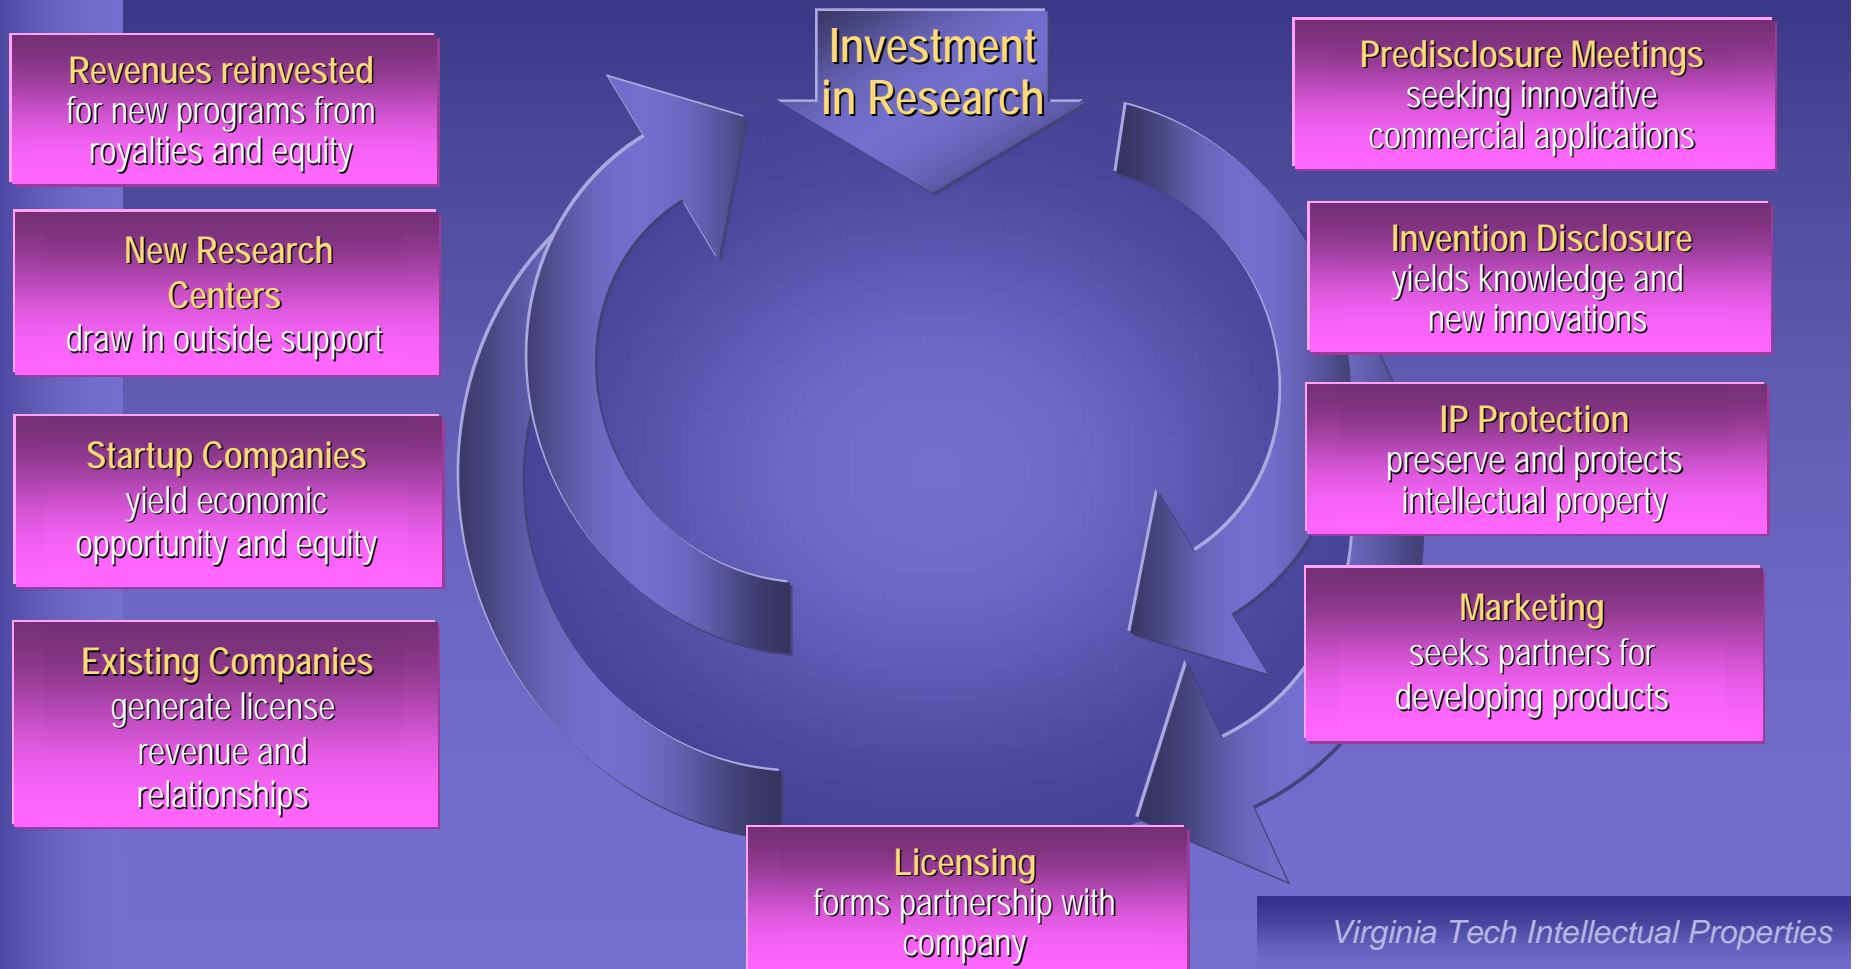 Investment
in Research
Predisclosure Meetings
seeking innovative
commercial applications
Invention Disclosure
yields knowledge and
new innovations
IP Protection
preserve and protects
intellectual property
Marketing
seeks partners for
developing products
Licensing
forms partnership with
company
Existing Companies
generate license
revenue and
relationships
Startup Companies
yield economic
opportunity and equity
New Research
Centers
draw in outside support
Revenues reinvested
for new programs from
royalties and equity
Virginia Tech Intellectual Properties